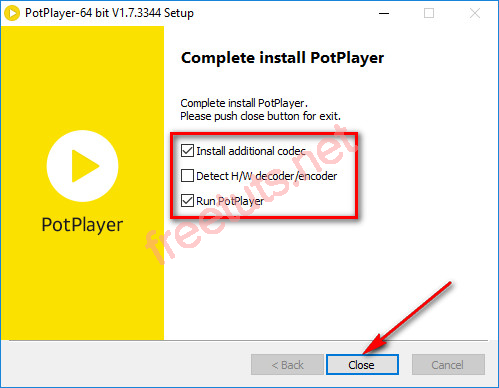 PotPlayer-64 bit V1.7.3344 Setup
Complete install PotPlayer
Complete install PotPlayer.
Please push close button for exit.
Install additional codec
Detect H/W decoder/encoder
Run PotPlayer
PotPlayer
freetuts.net
< Back
Close
Cancel